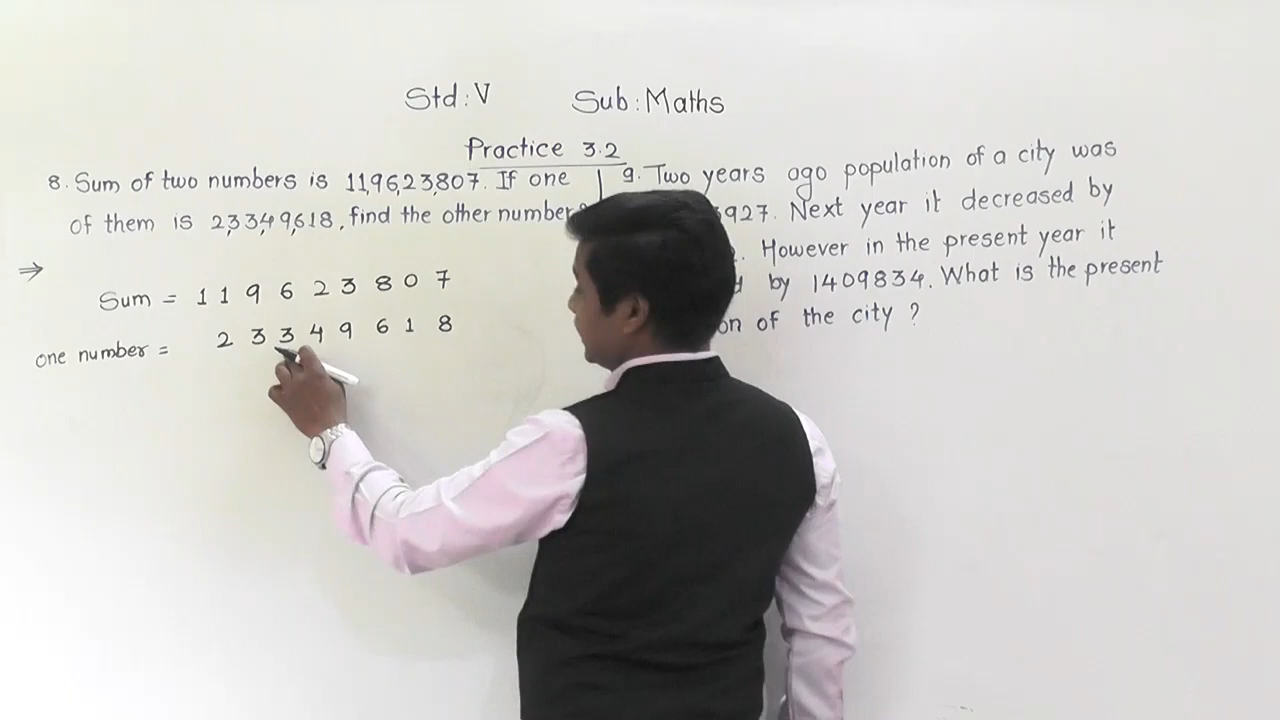 Std: V Sub: Maths
Practice 3.2
8. Sum of two numbers is 11,96,23,807. If one
of them is 2,33,49,618, find the other number
⇒
Sum = 1 1 9 6 2 3 8 0 7
one number = 2 3 3 4 9 6 1 8
9. Two years ago population of a city was
927. Next year it decreased by
However in the present year it
by 1409834. What is the present
of the city ?